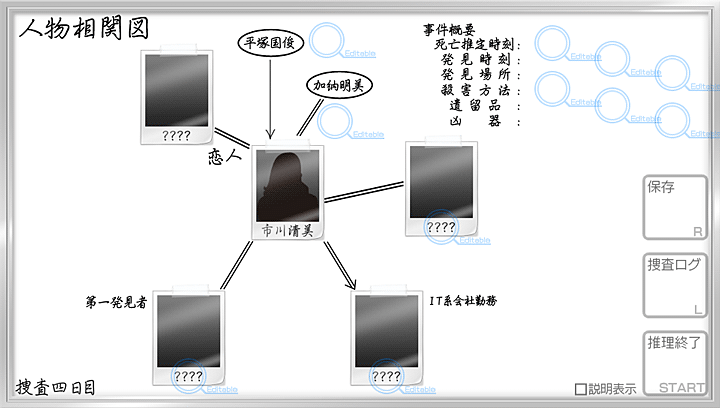 人物相関図
平塚国俊
Editable
加納明美
Editable
事件概要
死亡推定時刻：
発見時刻：
発見場所：
殺害方法：
遺留品：
凶器：
Editable
Editable
Editable
Editable
Editable
Editable
????
恋人
市川清美
????
Editable
保存
R
捜査ログ
L
推理終了
START
第一発見者
????
Editable
IT系会社勤務
????
Editable
捜査四日目
説明表示